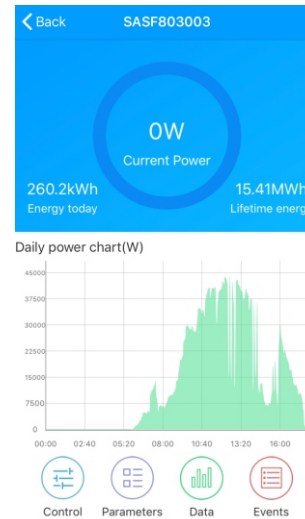 Back SASF803003
0W
Current Power
260.2kWh 15.41MWh
Energy today Lifetime energ
Daily power chart(W)
45000
37500
30000
22500
15000
7500
0
00:00 02:40 05:20 08:00 10:40 13:20 16:00
Control Parameters Data Events